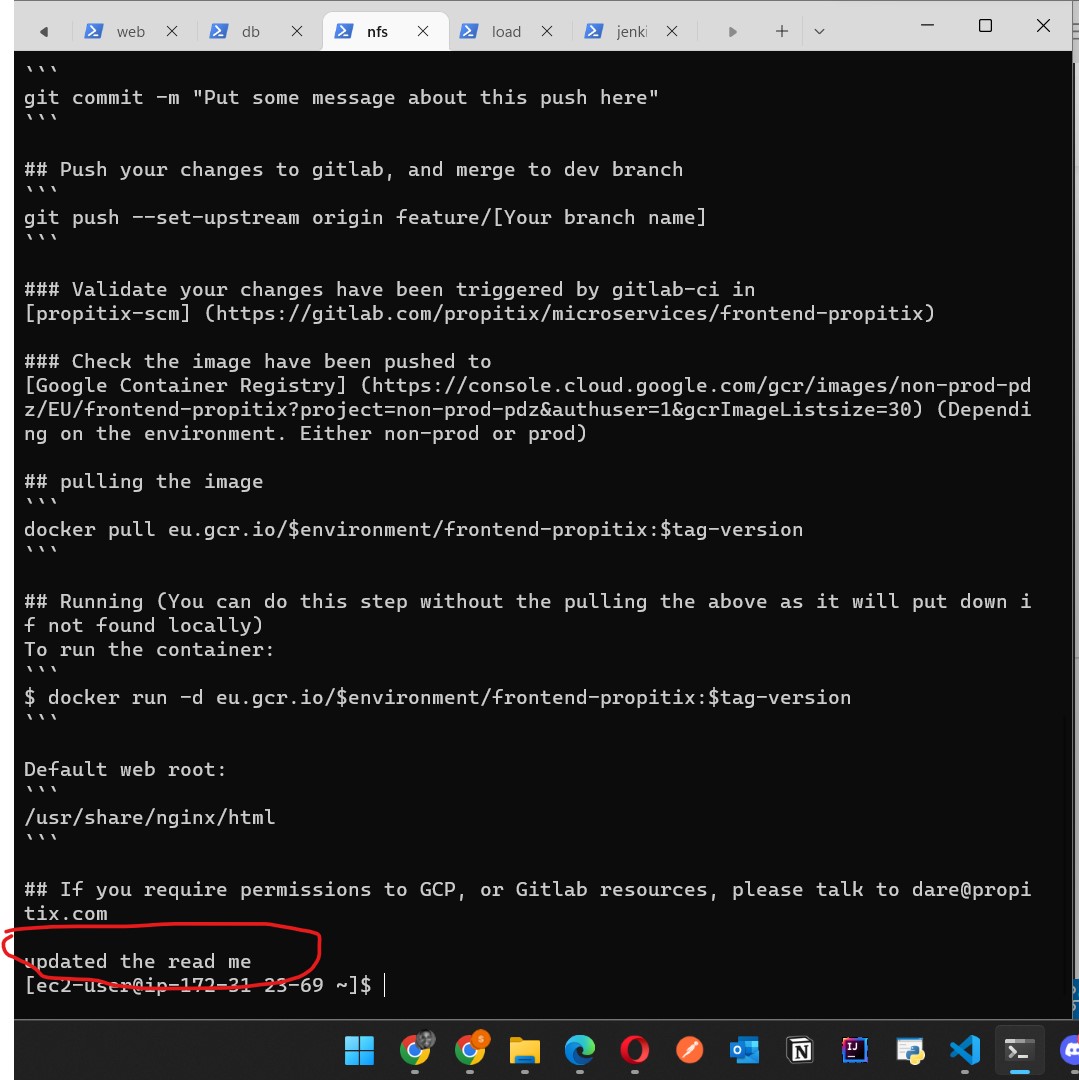 web
db
nfs
load
jenki
```
git commit -m "Put some message about this push here"
```
## Push your changes to gitlab, and merge to dev branch
```
git push --set-upstream origin feature/[Your branch name]
```
### Validate your changes have been triggered by gitlab-ci in
[propitix-scm] (https://gitlab.com/propitix/microservices/frontend-propitix)
### Check the image have been pushed to
[Google Container Registry] (https://console.cloud.google.com/gcr/images/non-prod-pd
z/EU/frontend-propitix?project=non-prod-pdz&authuser=1&gcrImageListsize=30) (Dependi
ng on the environment. Either non-prod or prod)
## pulling the image
```
docker pull eu.gcr.io/$environment/frontend-propitix:$tag-version
```
## Running (You can do this step without the pulling the above as it will put down i
f not found locally)
To run the container:
```
$ docker run -d eu.gcr.io/$environment/frontend-propitix:$tag-version
```
Default web root:
```
/usr/share/nginx/html
```
## If you require permissions to GCP, or Gitlab resources, please talk to dare@propi
tix.com
updated the read me
[ec2-user@ip-172-31-23-69 ~]$